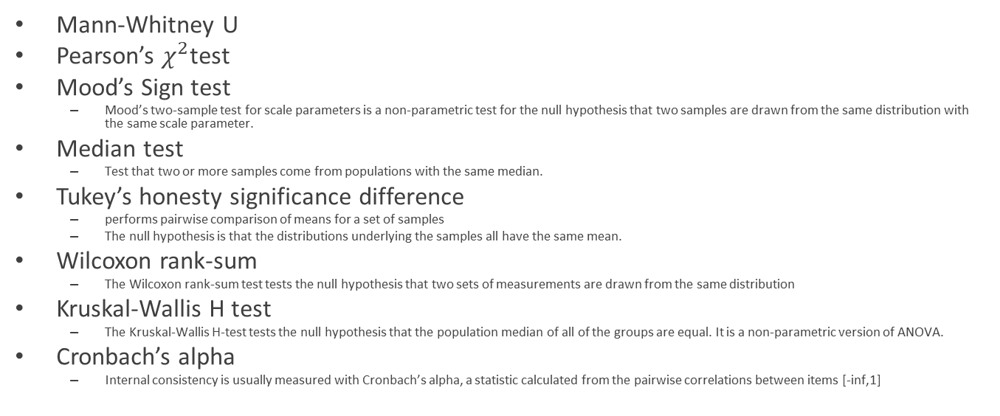 • Mann-Whitney U
• Pearson’s χ² test
• Mood’s Sign test
– Mood’s two-sample test for scale parameters is a non-parametric test for the null hypothesis that two samples are drawn from the same distribution with
the same scale parameter.
• Median test
– Test that two or more samples come from populations with the same median.
• Tukey’s honesty significance difference
– performs pairwise comparison of means for a set of samples
– The null hypothesis is that the distributions underlying the samples all have the same mean.
• Wilcoxon rank-sum
– The Wilcoxon rank-sum test tests the null hypothesis that two sets of measurements are drawn from the same distribution
• Kruskal-Wallis H test
– The Kruskal-Wallis H-test tests the null hypothesis that the population median of all of the groups are equal. It is a non-parametric version of ANOVA.
• Cronbach’s alpha
– Internal consistency is usually measured with Cronbach’s alpha, a statistic calculated from the pairwise correlations between items [-inf,1]